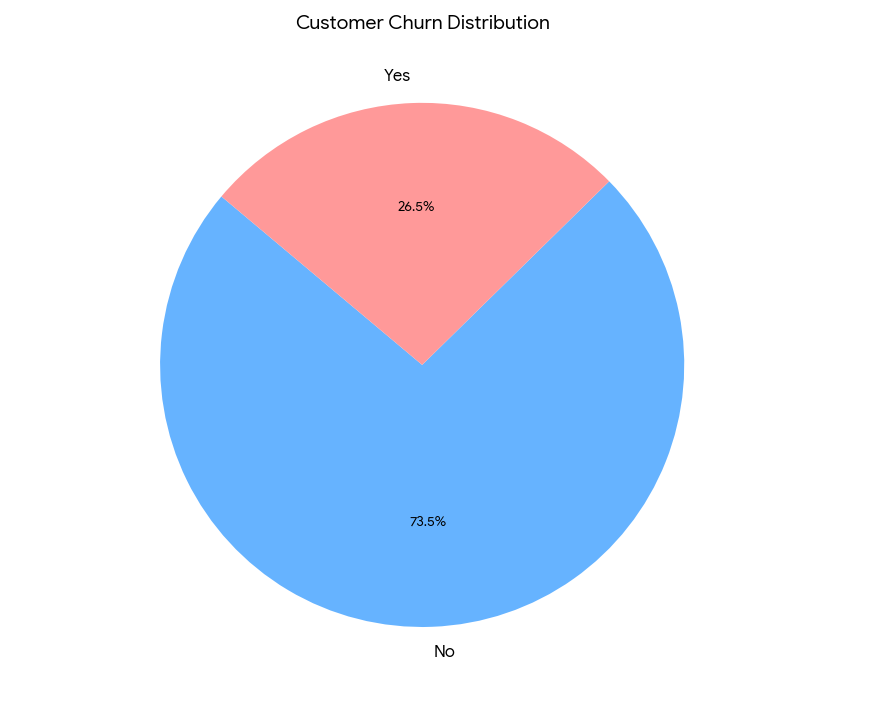 Customer Churn Distribution
Yes
26.5%
73.5%
No